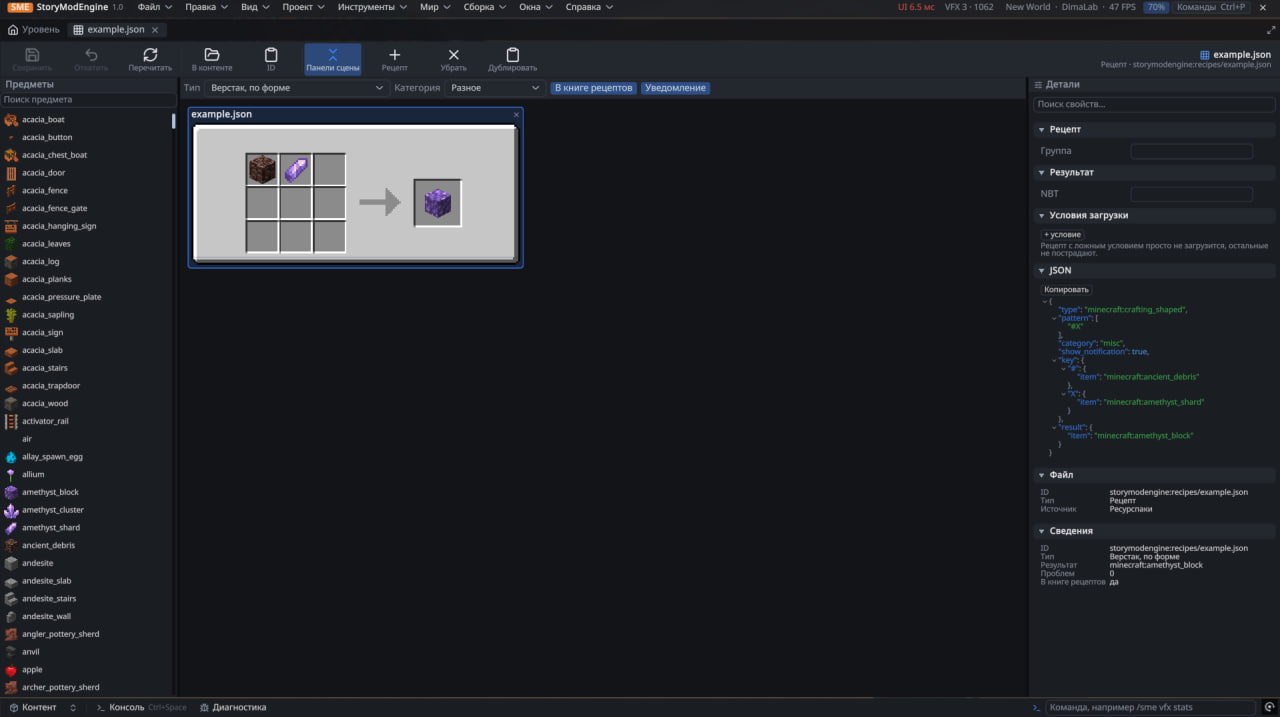 SME StoryModEngine 1.0 Файл Правка Вид Проект Инструменты Мир Сборка Окна Справка UI 6.5 мс VFX 3 · 1062 New World · DimaLab · 47 FPS 70% Команды Ctrl+P
Уровень example.json
Сохранить Откатить Перечитать В контенте ID Панели сцены Рецепт Убрать Дублировать
example.json
Рецепт · storymodengine:recipes/example.json
Предметы
Поиск предмета
acacia_boat
acacia_button
acacia_chest_boat
acacia_door
acacia_fence
acacia_fence_gate
acacia_hanging_sign
acacia_leaves
acacia_log
acacia_planks
acacia_pressure_plate
acacia_sapling
acacia_sign
acacia_slab
acacia_stairs
acacia_trapdoor
acacia_wood
activator_rail
air
allay_spawn_egg
allium
amethyst_block
amethyst_cluster
amethyst_shard
ancient_debris
andesite
andesite_slab
andesite_stairs
andesite_wall
angler_pottery_sherd
anvil
apple
archer_pottery_sherd
Тип Верстак, по форме Категория Разное В книге рецептов Уведомление
example.json
Детали
Поиск свойств...
Рецепт
Группа
Результат
NBT
Условия загрузки
+ условие
Рецепт с ложным условием просто не загрузится, остальные
не пострадают.
JSON
Копировать
{
"type": "minecraft:crafting_shaped",
"pattern": [
"#X"
],
"category": "misc",
"show_notification": true,
"key": {
"#": {
"item": "minecraft:ancient_debris"
},
"X": {
"item": "minecraft:amethyst_shard"
}
},
"result": {
"item": "minecraft:amethyst_block"
}
}
Файл
ID storymodengine:recipes/example.json
Тип Рецепт
Источник Ресурспаки
Сведения
ID storymodengine:recipes/example.json
Тип Верстак, по форме
Результат minecraft:amethyst_block
Проблем 0
В книге рецептов да
Контент Консоль Ctrl+Space Диагностика Команда, например /sme vfx stats